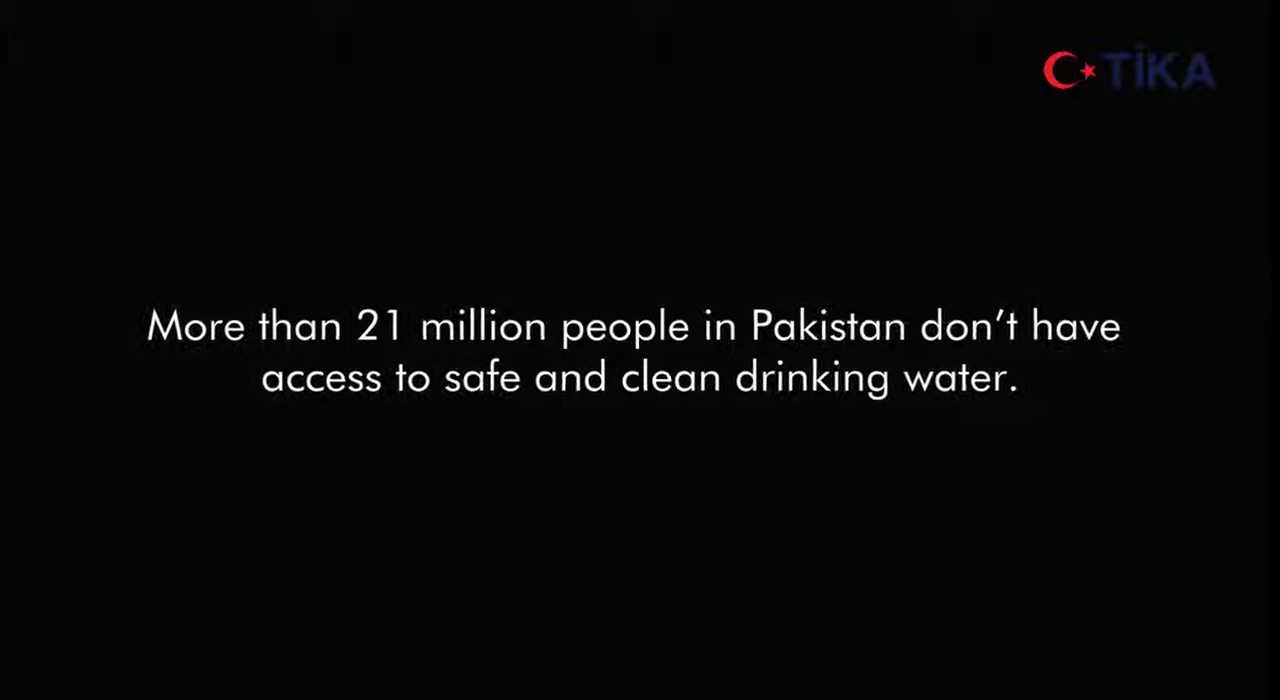 TİKA
More than 21 million people in Pakistan don’t have
access to safe and clean drinking water.